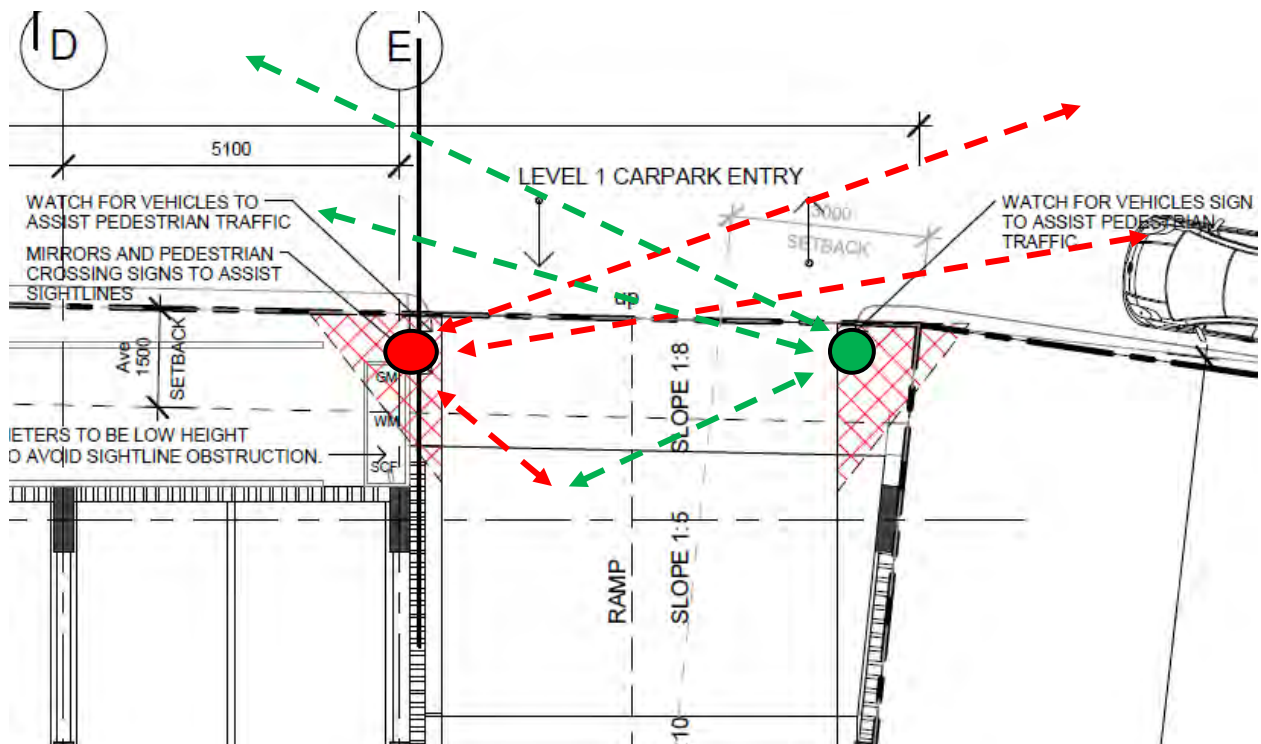 D
E
5100
LEVEL 1 CARPARK ENTRY
WATCH FOR VEHICLES TO
ASSIST PEDESTRIAN TRAFFIC
MIRRORS AND PEDESTRIAN
CROSSING SIGNS TO ASSIST
SIGHTLINES
3000
SETBACK
WATCH FOR VEHICLES SIGN
TO ASSIST PEDESTRIAN
TRAFFIC
up
Ave
1500
SETBACK
GM
WM
SCF
METERS TO BE LOW HEIGHT
TO AVOID SIGHTLINE OBSTRUCTION.
SLOPE 1:8
SLOPE 1:5
RAMP
10